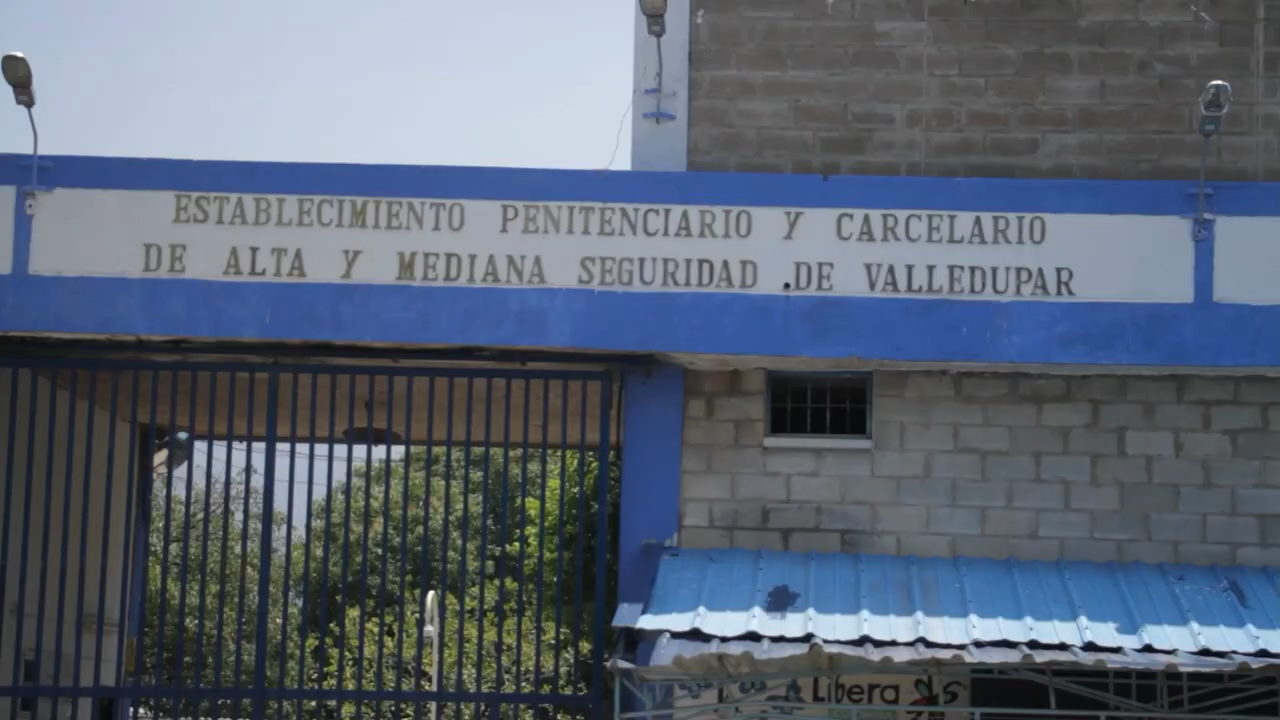 ESTABLECIMIENTO PENITENCIARIO Y CARCELARIO
DE ALTA Y MEDIANA SEGURIDAD DE VALLEDUPAR
Libera